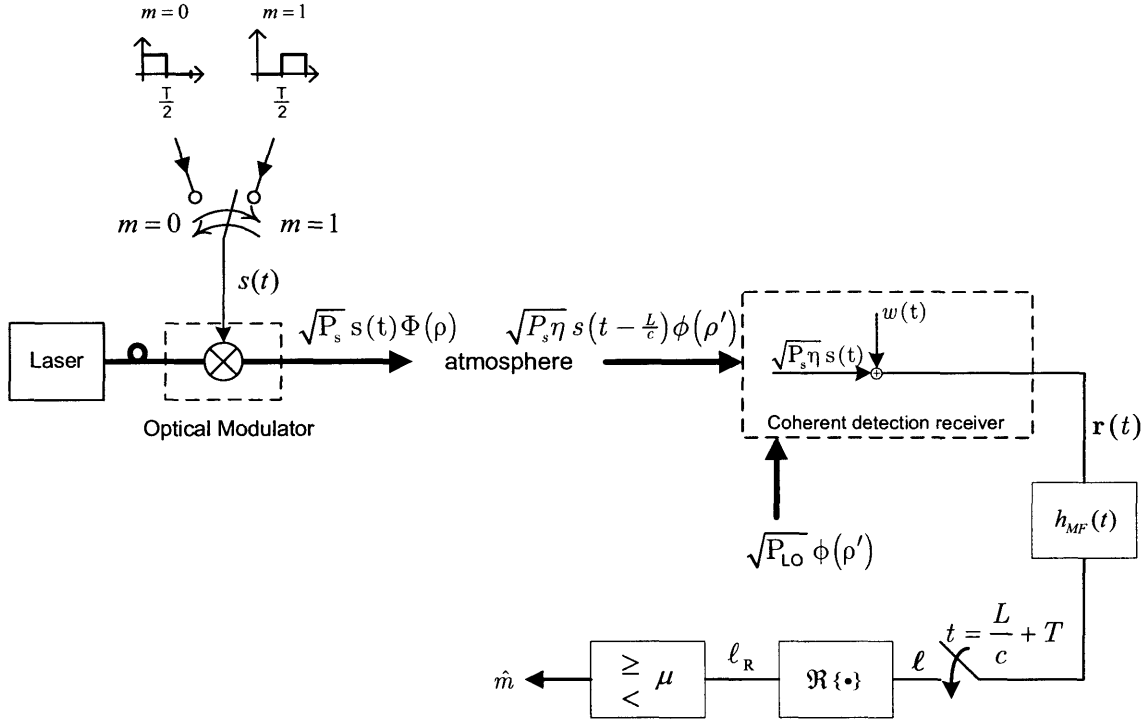 m = 0 m = 1
T/2 T/2
m = 0 m = 1
s(t)
Laser
√P_s s(t) Φ(ρ)
atmosphere
√P_s η s(t − L/c) ϕ(ρ′)
w(t)
√P_s η s(t)
Optical Modulator
Coherent detection receiver
r(t)
√P_LO ϕ(ρ′)
h_MF(t)
t = L/c + T
m̂
≥
<
μ
ℓ_R
ℜ{•}
ℓ